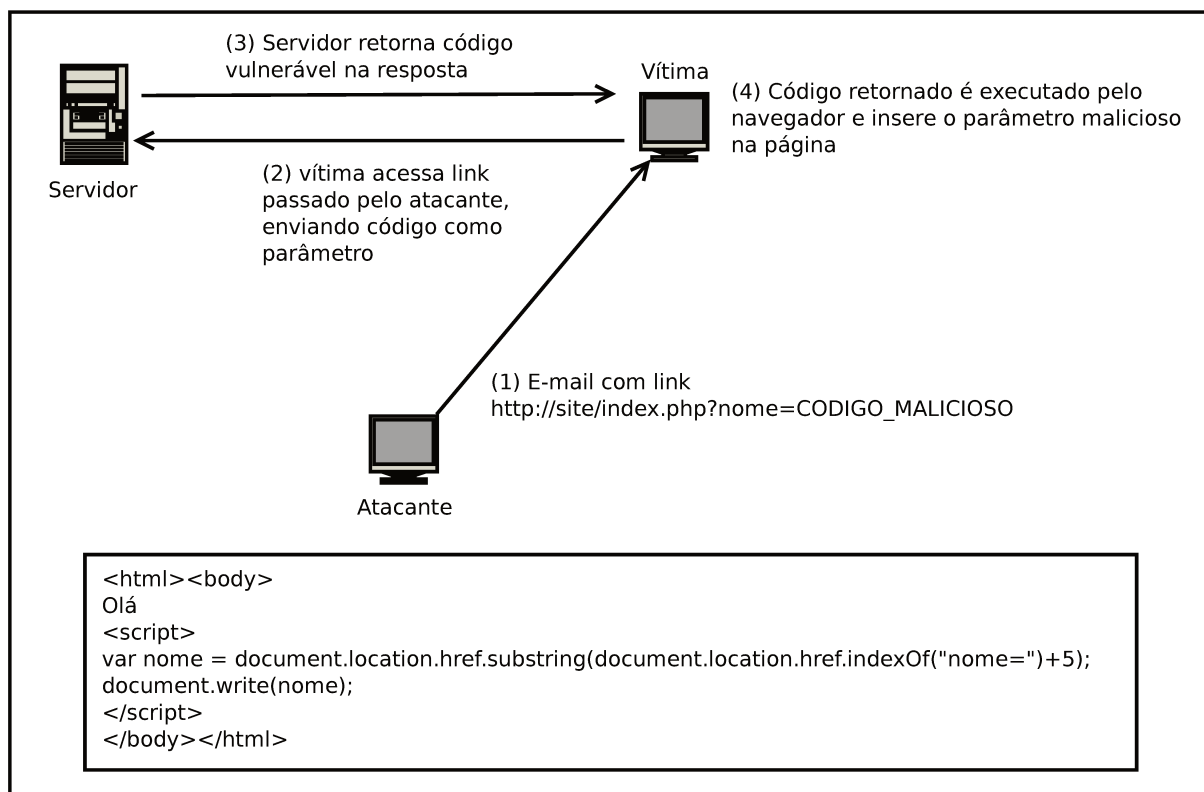 (3) Servidor retorna código
vulnerável na resposta
Vítima
(4) Código retornado é executado pelo
navegador e insere o parâmetro malicioso
na página
Servidor
(2) vítima acessa link
passado pelo atacante,
enviando código como
parâmetro
(1) E-mail com link
http://site/index.php?nome=CODIGO_MALICIOSO
Atacante
<html><body>
Olá
<script>
var nome = document.location.href.substring(document.location.href.indexOf("nome=")+5);
document.write(nome);
</script>
</body></html>